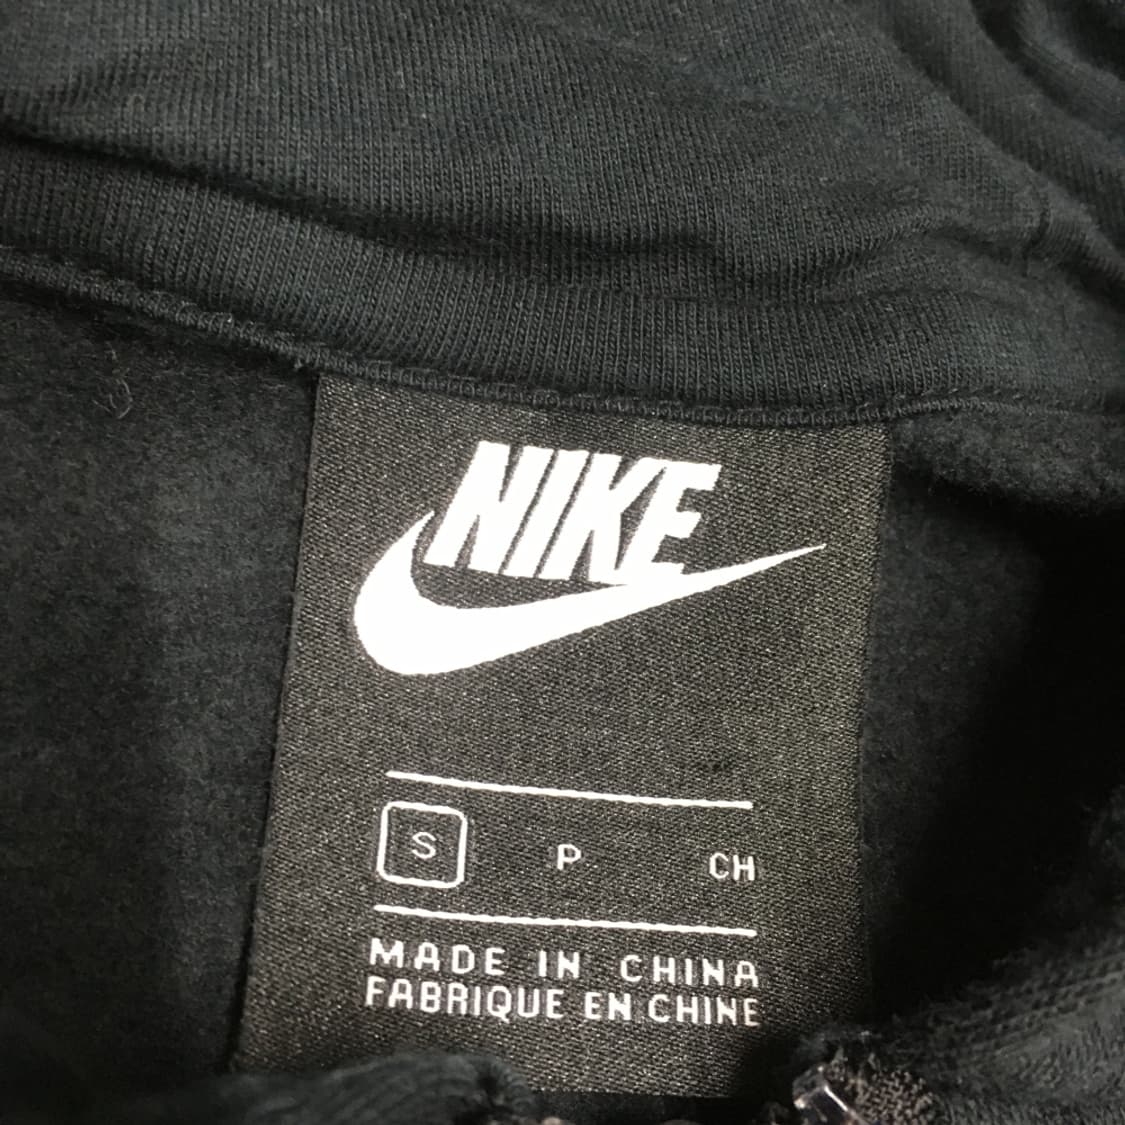 NIKE
S P CH
MADE IN CHINA
FABRIQUE EN CHINE